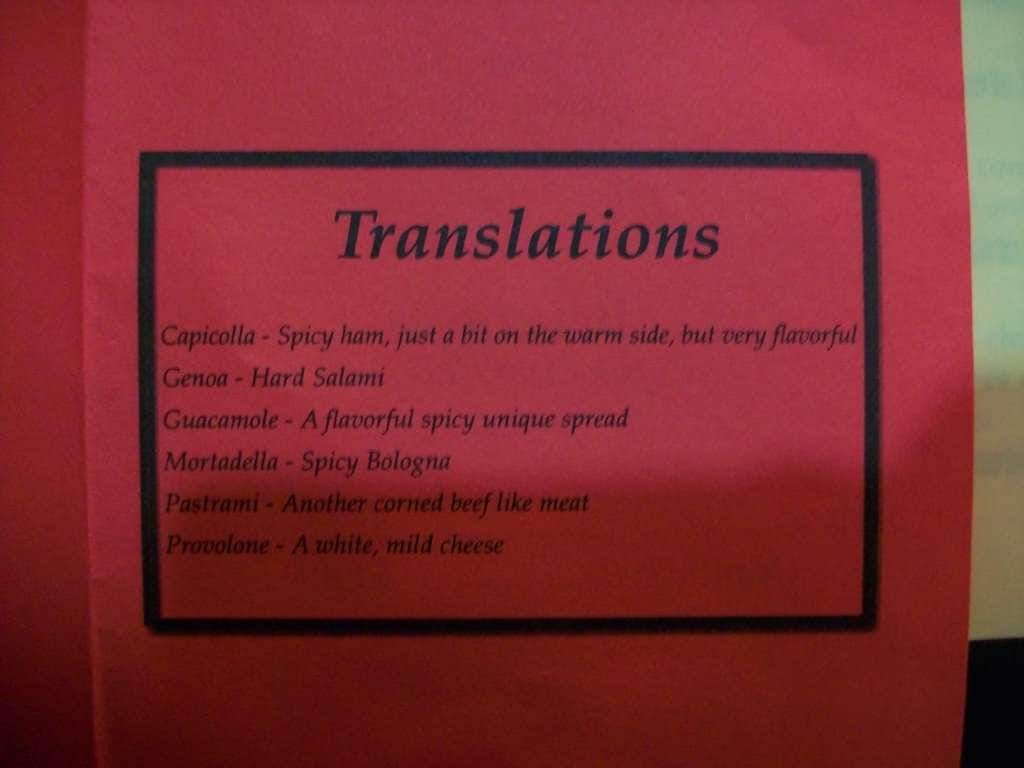 Translations
Capicolla - Spicy ham, just a bit on the warm side, but very flavorful
Genoa - Hard Salami
Guacamole - A flavorful spicy unique spread
Mortadella - Spicy Bologna
Pastrami - Another corned beef like meat
Provolone - A white, mild cheese